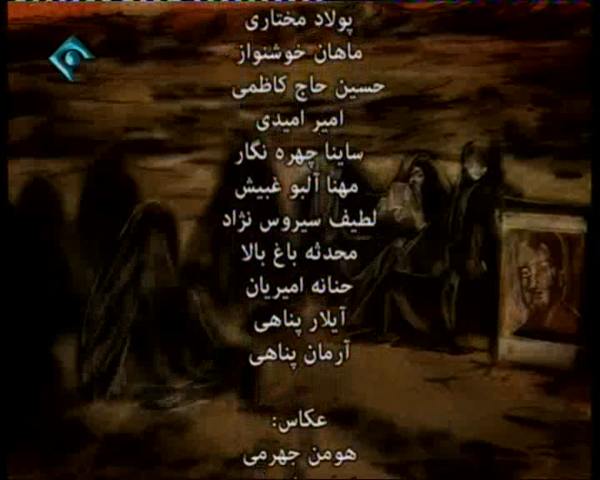 پولاد مختاری
ماهان خوشنواز
حسین حاج کاظمی
امیر امیدی
ساینا چهره نگار
مهنا آلبو غبیش
لطیف سیروس نژاد
محدثه باغ بالا
حنانه امیریان
آیلار پناهی
آرمان پناهی
عکاس:
هومن جهرمی